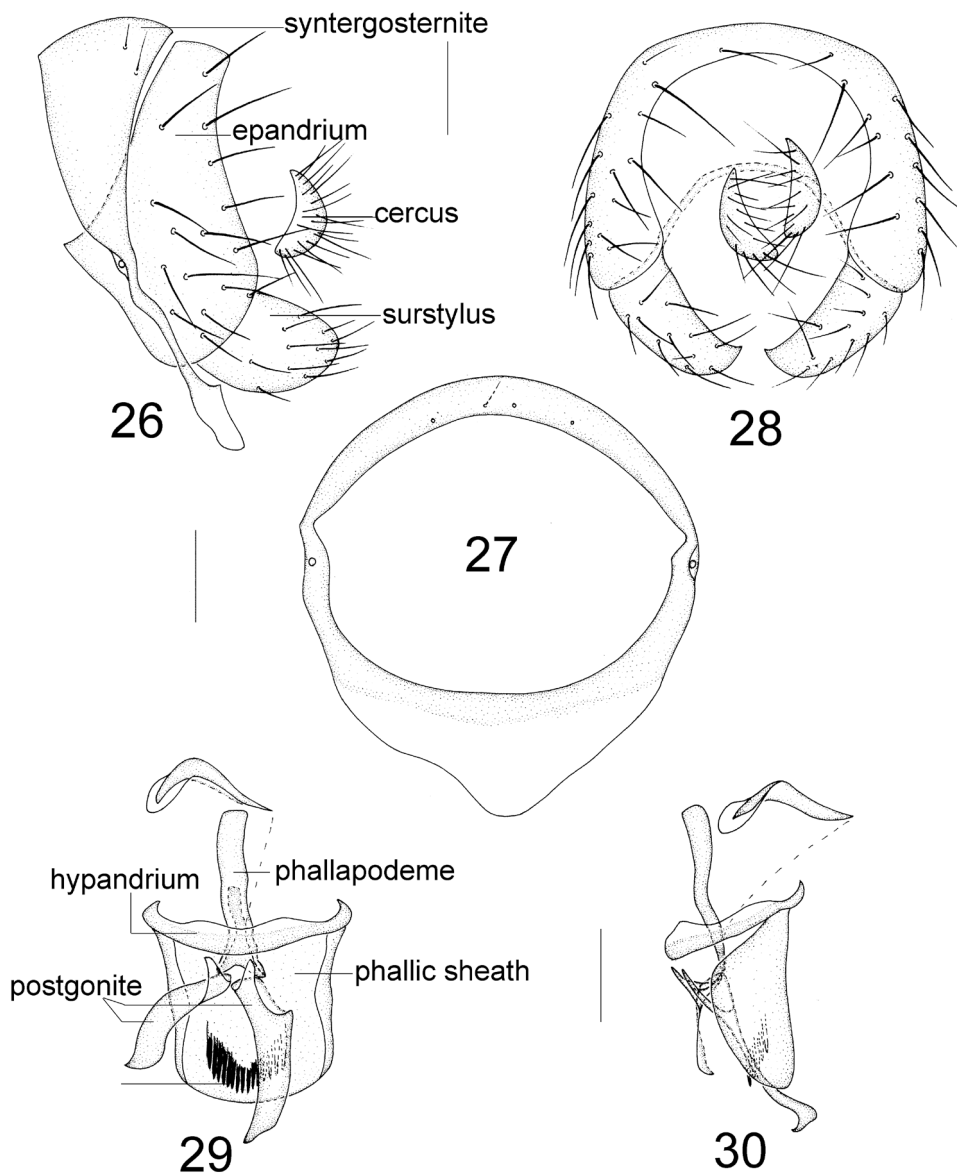 syntergosternite
epandrium
cercus
surstylus
26
28
27
hypandrium
phallapodeme
postgonite
phallic sheath
29
30